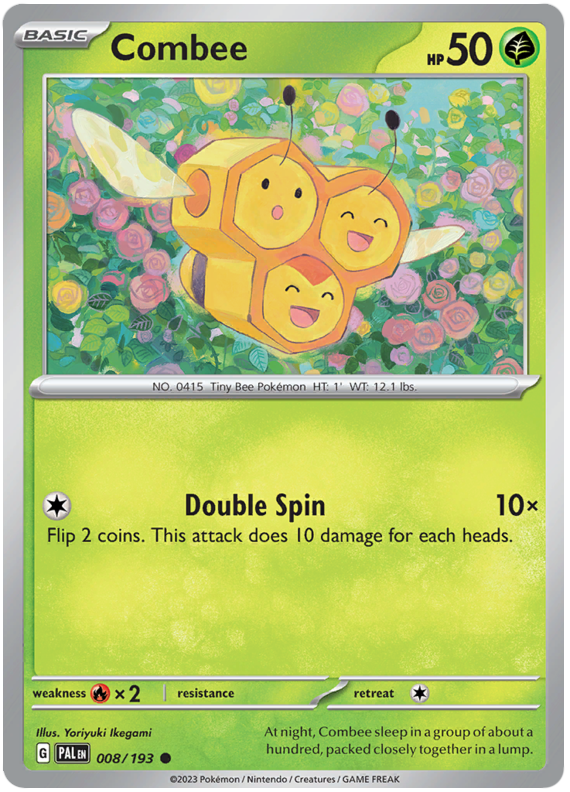 BASIC Combee HP 50
NO. 0415 Tiny Bee Pokémon HT: 1' WT: 12.1 lbs.
Double Spin 10×
Flip 2 coins. This attack does 10 damage for each heads.
weakness ×2 resistance retreat
Illus. Yoriyuki Ikegami
At night, Combee sleep in a group of about a
hundred, packed closely together in a lump.
G PAL EN 008/193
©2023 Pokémon / Nintendo / Creatures / GAME FREAK